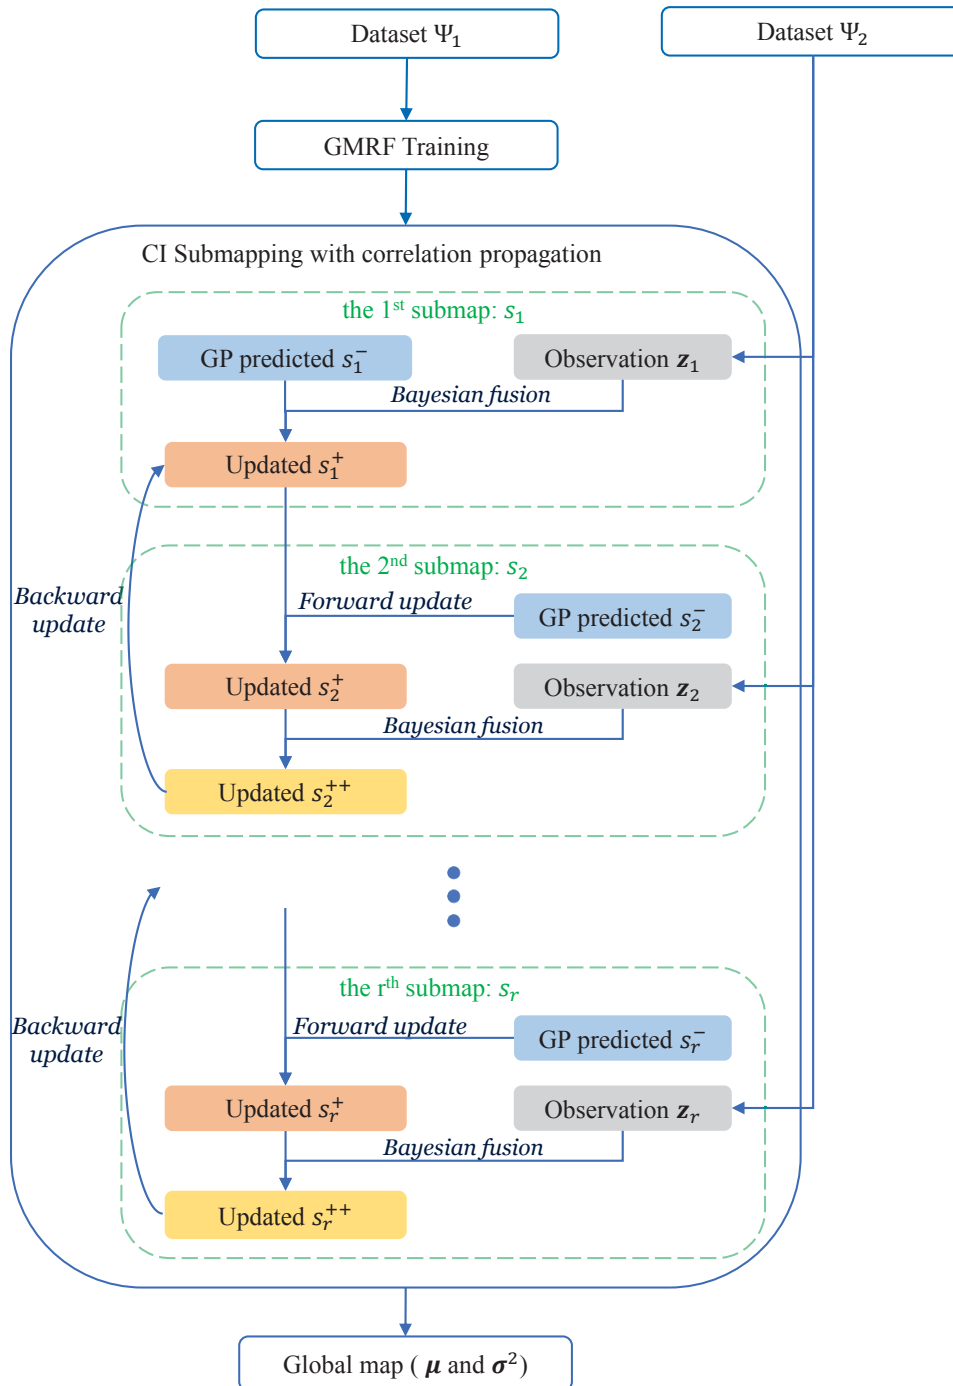 Dataset Ψ₁
Dataset Ψ₂
GMRF Training
CI Submapping with correlation propagation
the 1ˢᵗ submap: s₁
GP predicted s₁⁻
Observation z₁
Bayesian fusion
Updated s₁⁺
the 2ⁿᵈ submap: s₂
Backward
update
Forward update
GP predicted s₂⁻
Updated s₂⁺
Observation z₂
Bayesian fusion
Updated s₂⁺⁺
the rᵗʰ submap: sᵣ
Backward
update
Forward update
GP predicted sᵣ⁻
Updated sᵣ⁺
Observation zᵣ
Bayesian fusion
Updated sᵣ⁺⁺
Global map ( μ and σ²)